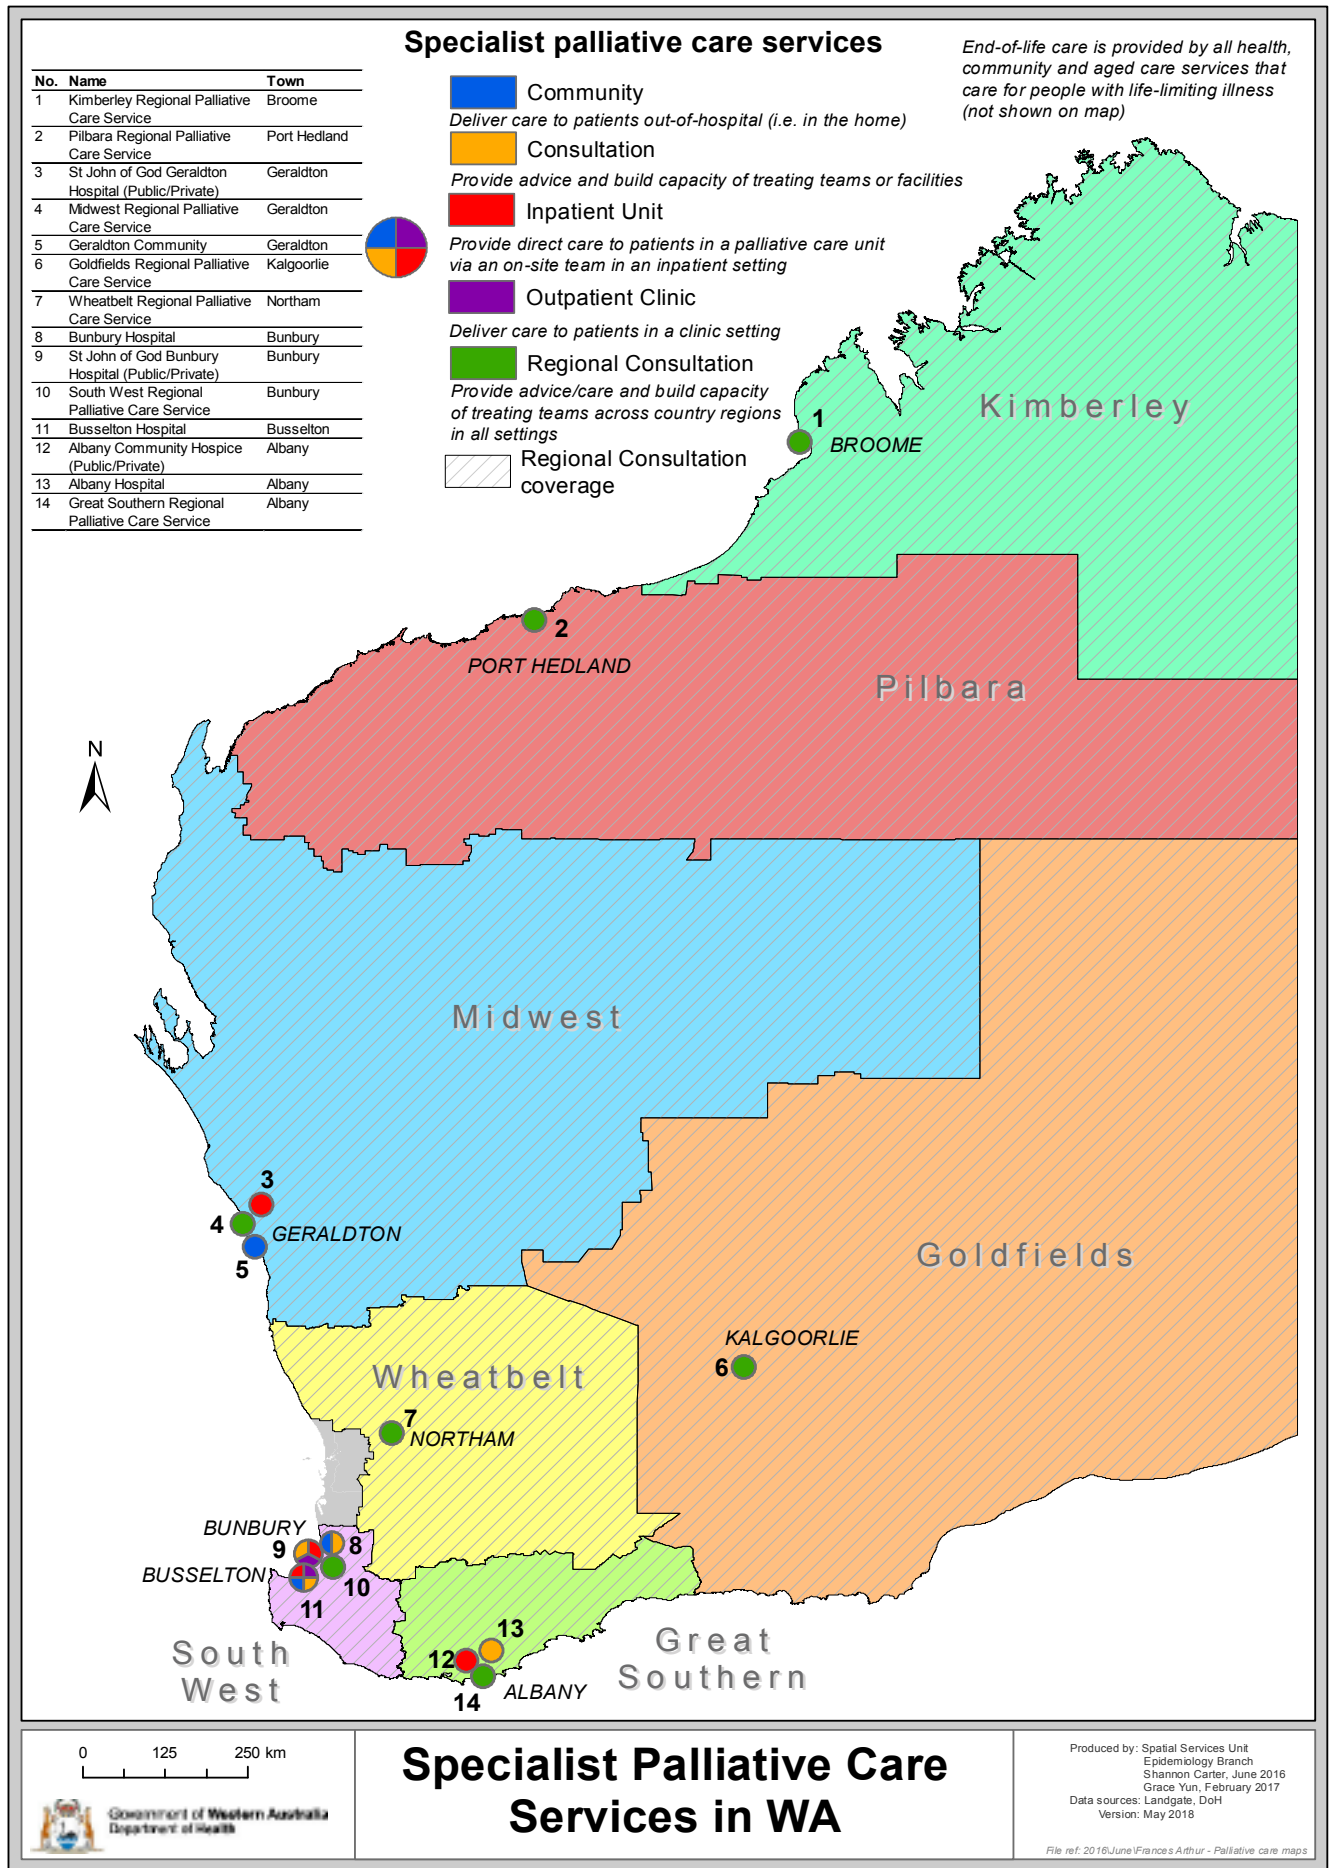 Specialist palliative care services
End-of-life care is provided by all health,
community and aged care services that
care for people with life-limiting illness
(not shown on map)
No. Name Town
1 Kimberley Regional Palliative Broome
Care Service
2 Pilbara Regional Palliative Port Hedland
Care Service
3 St John of God Geraldton Geraldton
Hospital (Public/Private)
4 Midwest Regional Palliative Geraldton
Care Service
5 Geraldton Community Geraldton
6 Goldfields Regional Palliative Kalgoorlie
Care Service
7 Wheatbelt Regional Palliative Northam
Care Service
8 Bunbury Hospital Bunbury
9 St John of God Bunbury Bunbury
Hospital (Public/Private)
10 South West Regional Bunbury
Palliative Care Service
11 Busselton Hospital Busselton
12 Albany Community Hospice Albany
(Public/Private)
13 Albany Hospital Albany
14 Great Southern Regional Albany
Palliative Care Service
Community
Deliver care to patients out-of-hospital (i.e. in the home)
Consultation
Provide advice and build capacity of treating teams or facilities
Inpatient Unit
Provide direct care to patients in a palliative care unit
via an on-site team in an inpatient setting
Outpatient Clinic
Deliver care to patients in a clinic setting
Regional Consultation
Provide advice/care and build capacity
of treating teams across country regions
in all settings
Regional Consultation
coverage
Kimberley
1
BROOME
2
PORT HEDLAND
Pilbara
N
Midwest
3
4
GERALDTON
5
Goldfields
KALGOORLIE
6
Wheatbelt
7
NORTHAM
BUNBURY
9
8
BUSSELTON
10
11
South
West
13
12
14
ALBANY
Great
Southern
0 125 250 km
Government of Western Australia
Department of Health
Specialist Palliative Care
Services in WA
Produced by: Spatial Services Unit
Epidemiology Branch
Shannon Carter, June 2016
Grace Yun, February 2017
Data sources: Landgate, DoH
Version: May 2018
File ref: 2016\June\Frances Arthur - Palliative care maps